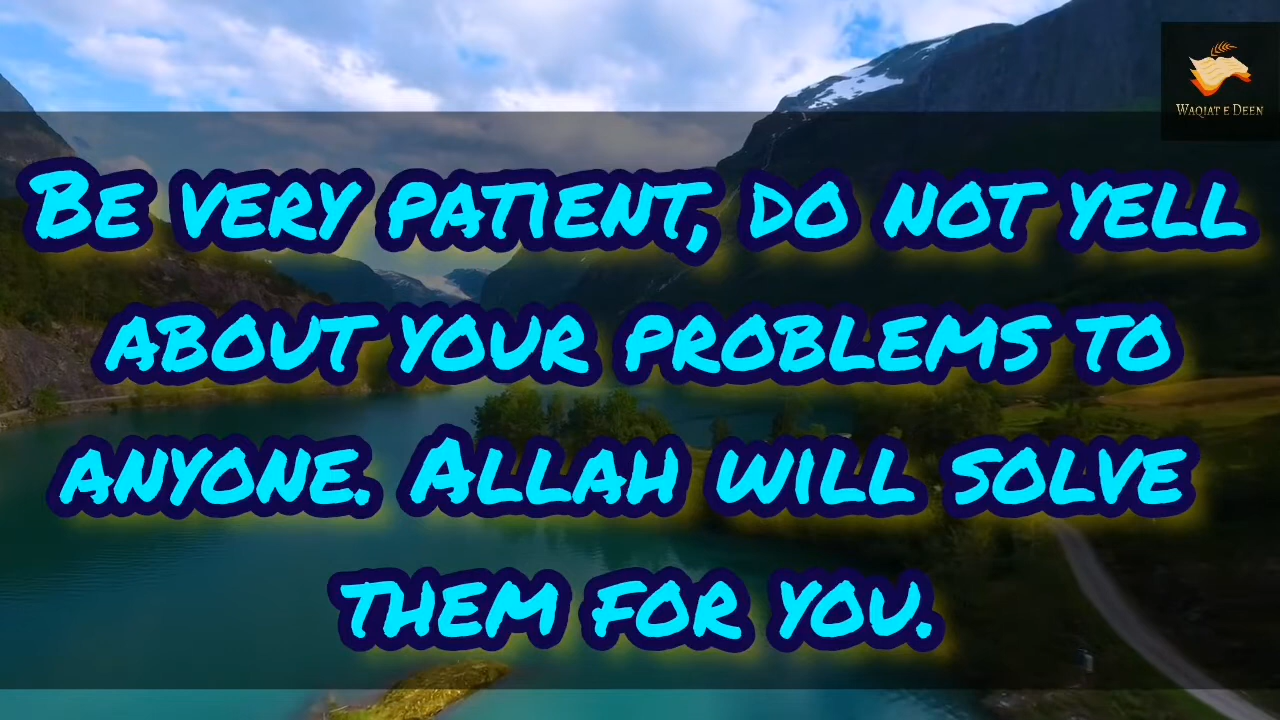 WAQIAT E DEEN
BE VERY PATIENT, DO NOT YELL
ABOUT YOUR PROBLEMS TO
ANYONE. ALLAH WILL SOLVE
THEM FOR YOU.